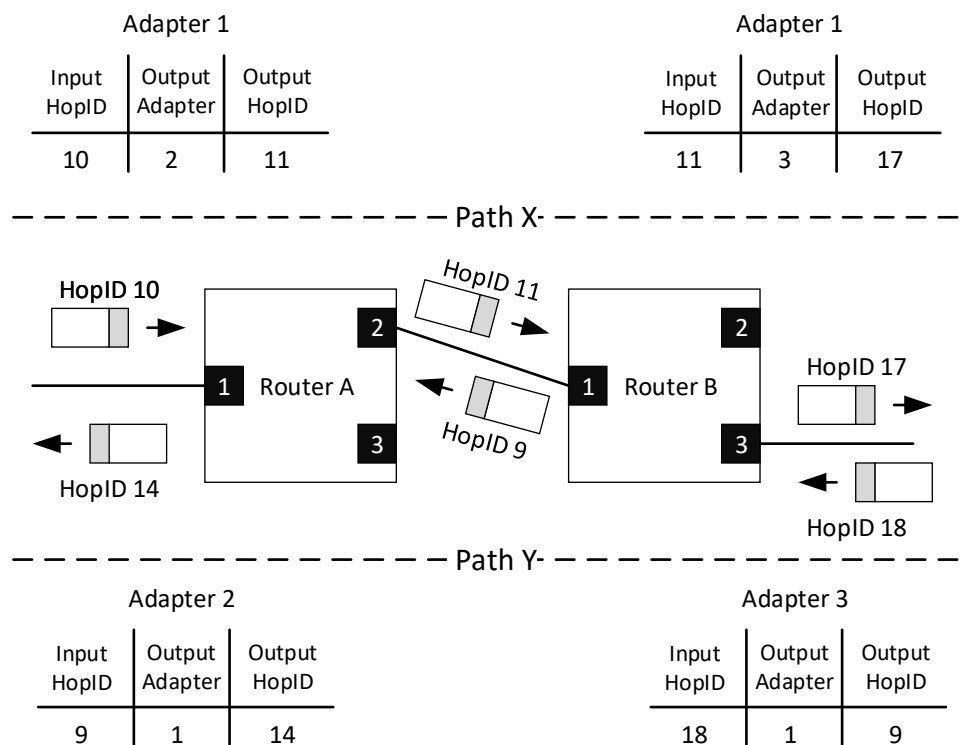 Adapter 1
Input HopID | Output Adapter | Output HopID
10 | 2 | 11
Adapter 1
Input HopID | Output Adapter | Output HopID
11 | 3 | 17
Path X
HopID 10
HopID 11
2
2
HopID 17
1
Router A
1
Router B
HopID 9
3
3
HopID 14
HopID 18
Path Y
Adapter 2
Input HopID | Output Adapter | Output HopID
9 | 1 | 14
Adapter 3
Input HopID | Output Adapter | Output HopID
18 | 1 | 9